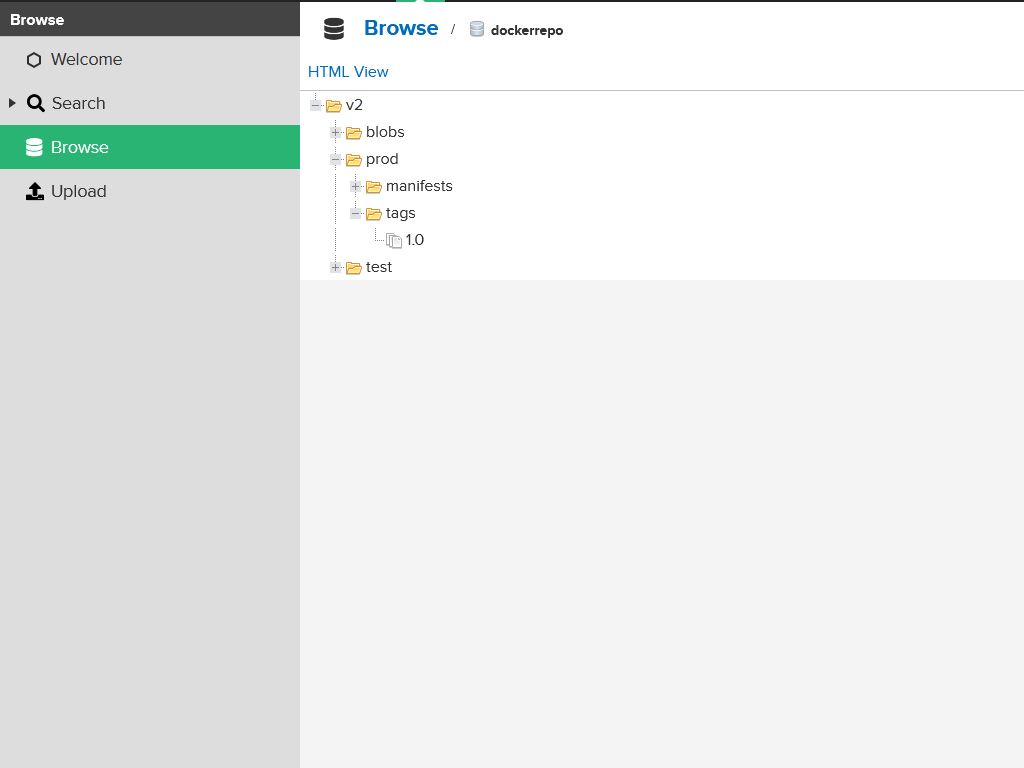 Browse
Welcome
Search
Browse
Upload
Browse / dockerrepo
HTML View
v2
blobs
prod
manifests
tags
1.0
test